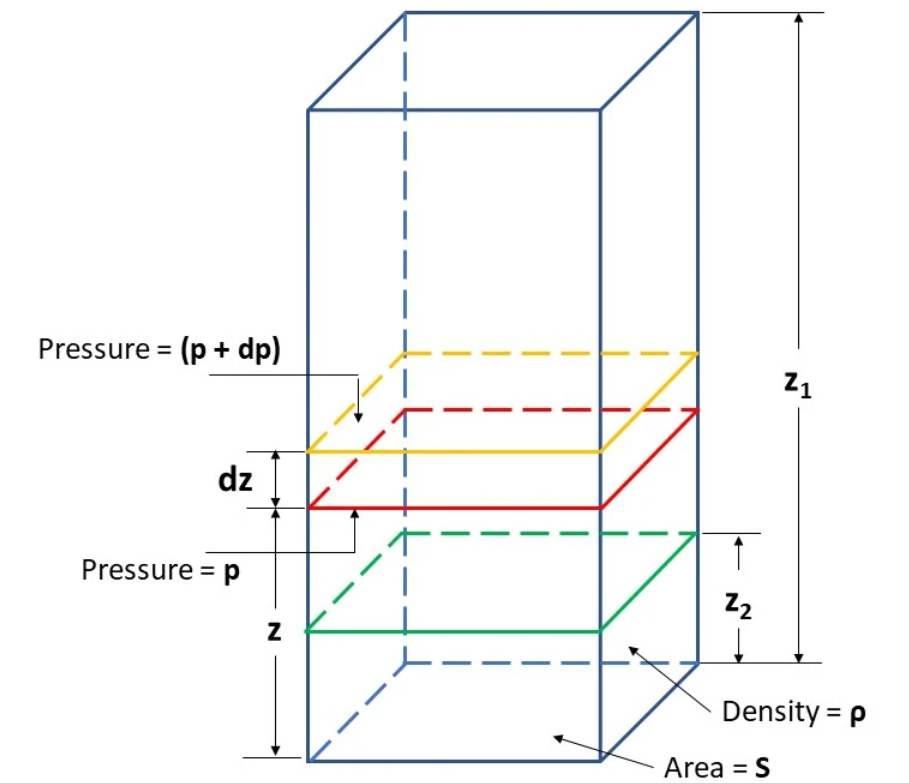 Pressure = (p + dp)
z₁
dz
Pressure = p
z₂
z
Density = ρ
Area = S